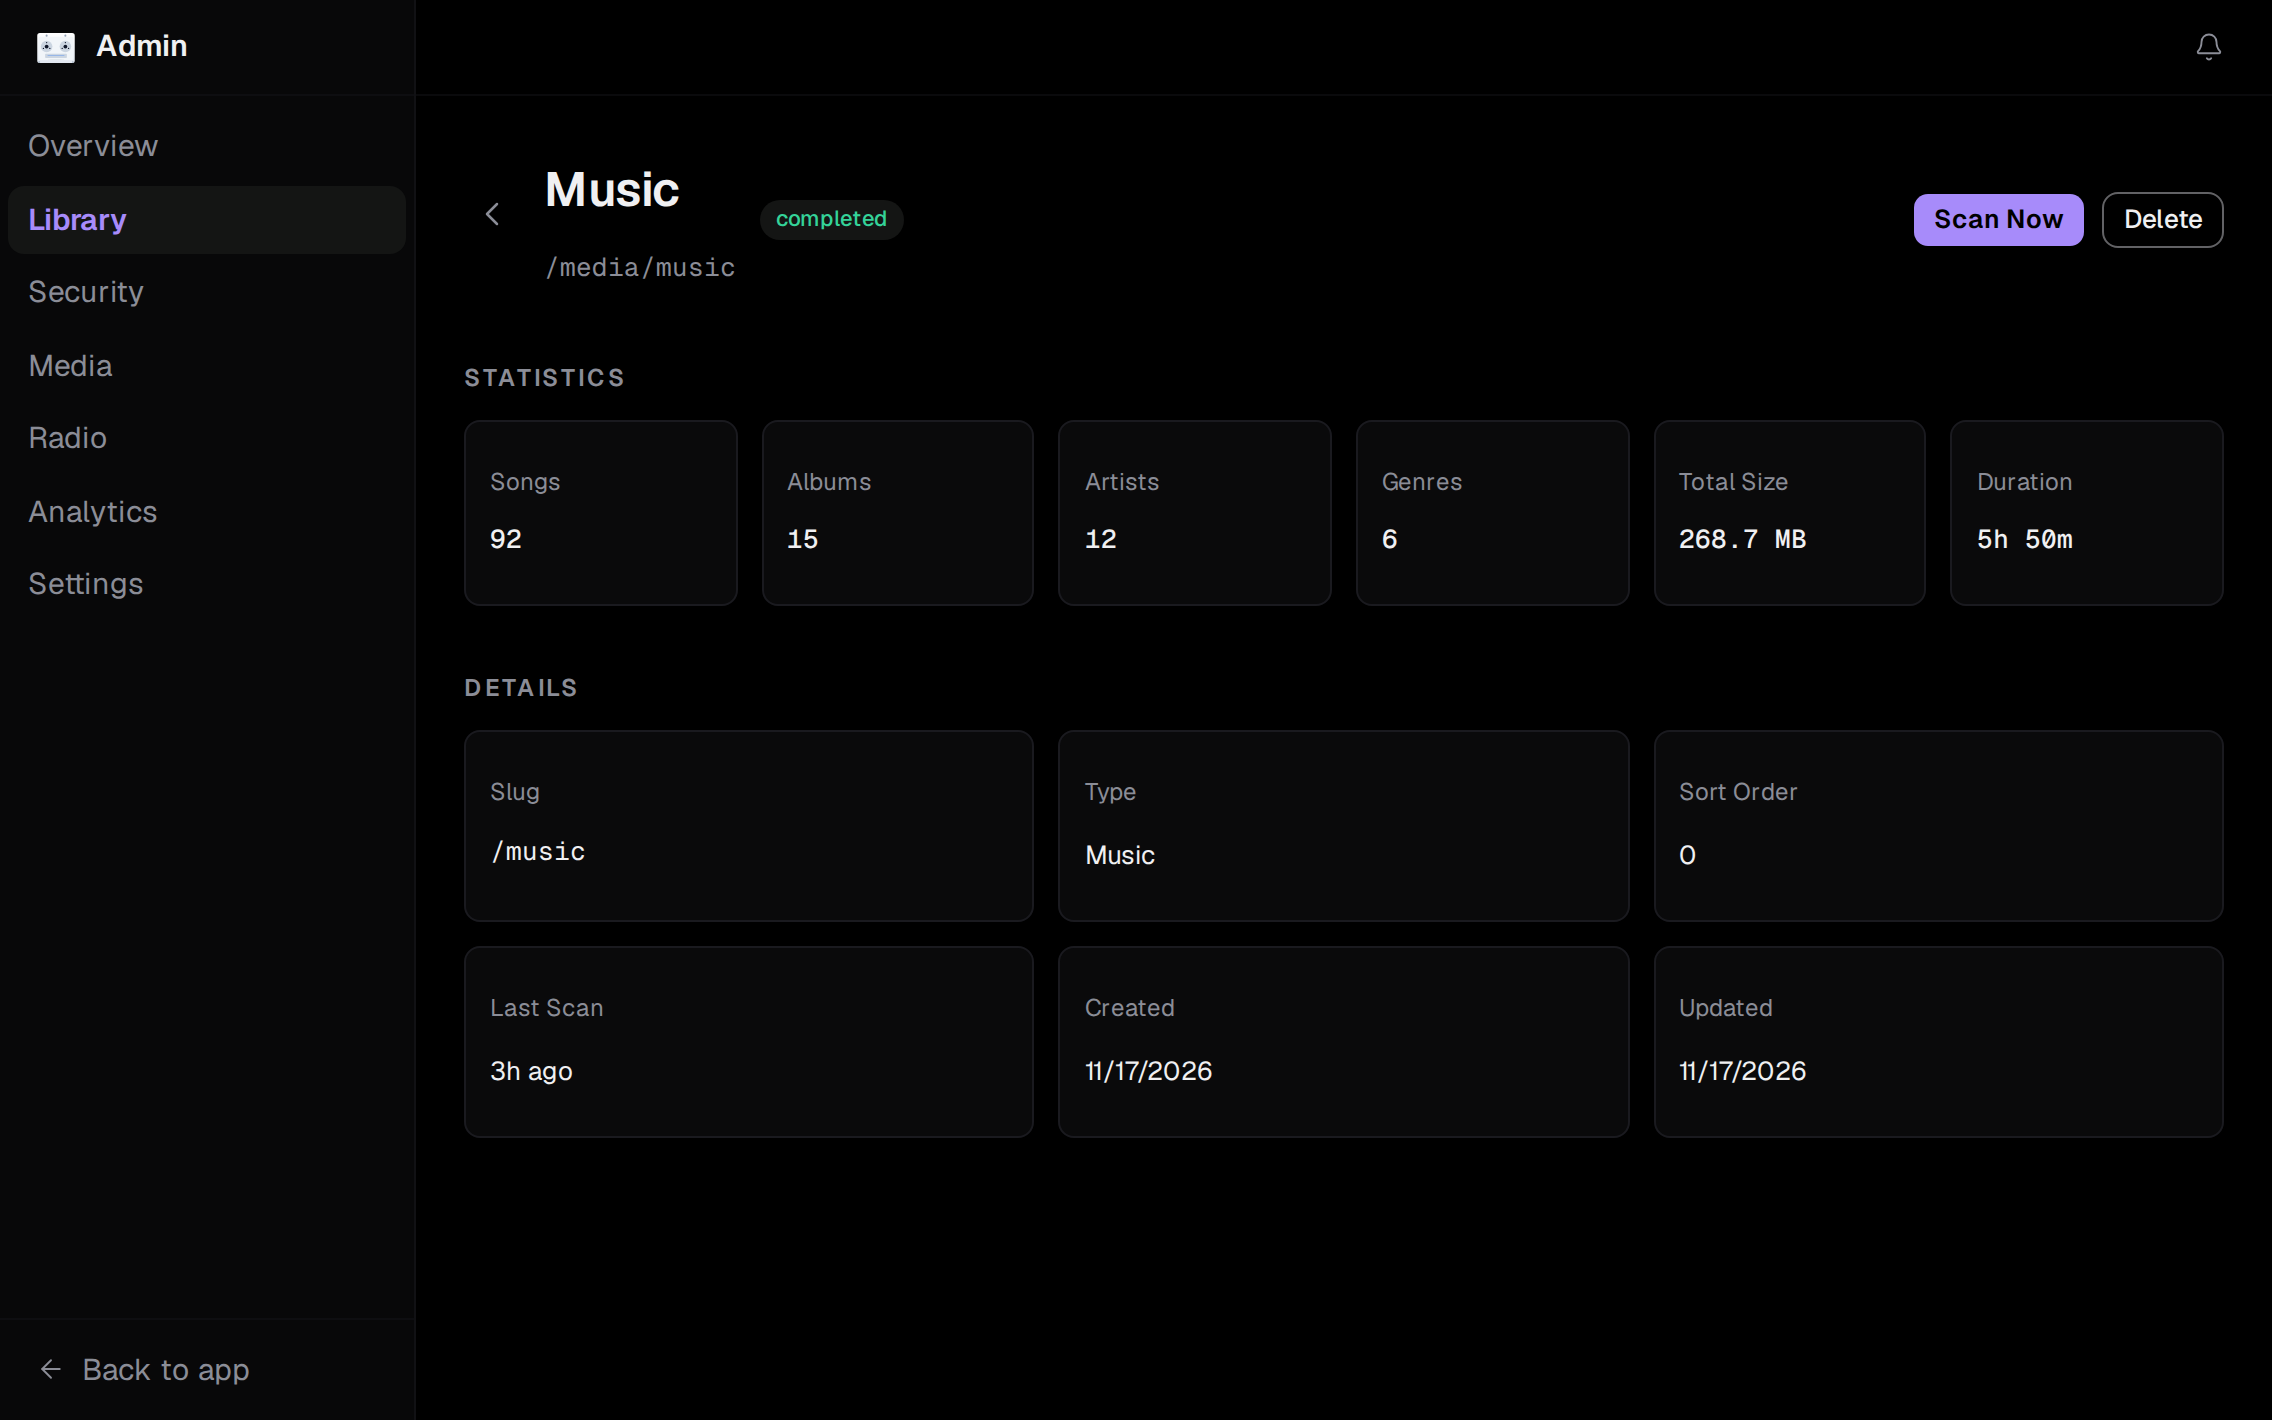 Admin
Overview
Library
Security
Media
Radio
Analytics
Settings
Back to app
Music
/media/music
completed
Scan Now
Delete
STATISTICS
Songs
92
Albums
15
Artists
12
Genres
6
Total Size
268.7 MB
Duration
5h 50m
DETAILS
Slug
/music
Type
Music
Sort Order
0
Last Scan
3h ago
Created
11/17/2026
Updated
11/17/2026